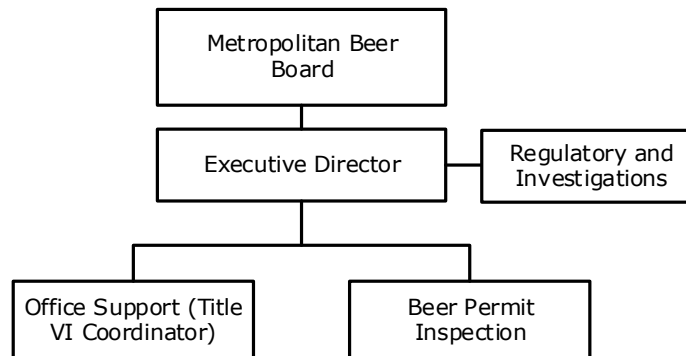 Metropolitan Beer
Board
Executive Director
Regulatory and
Investigations
Office Support (Title
VI Coordinator)
Beer Permit
Inspection